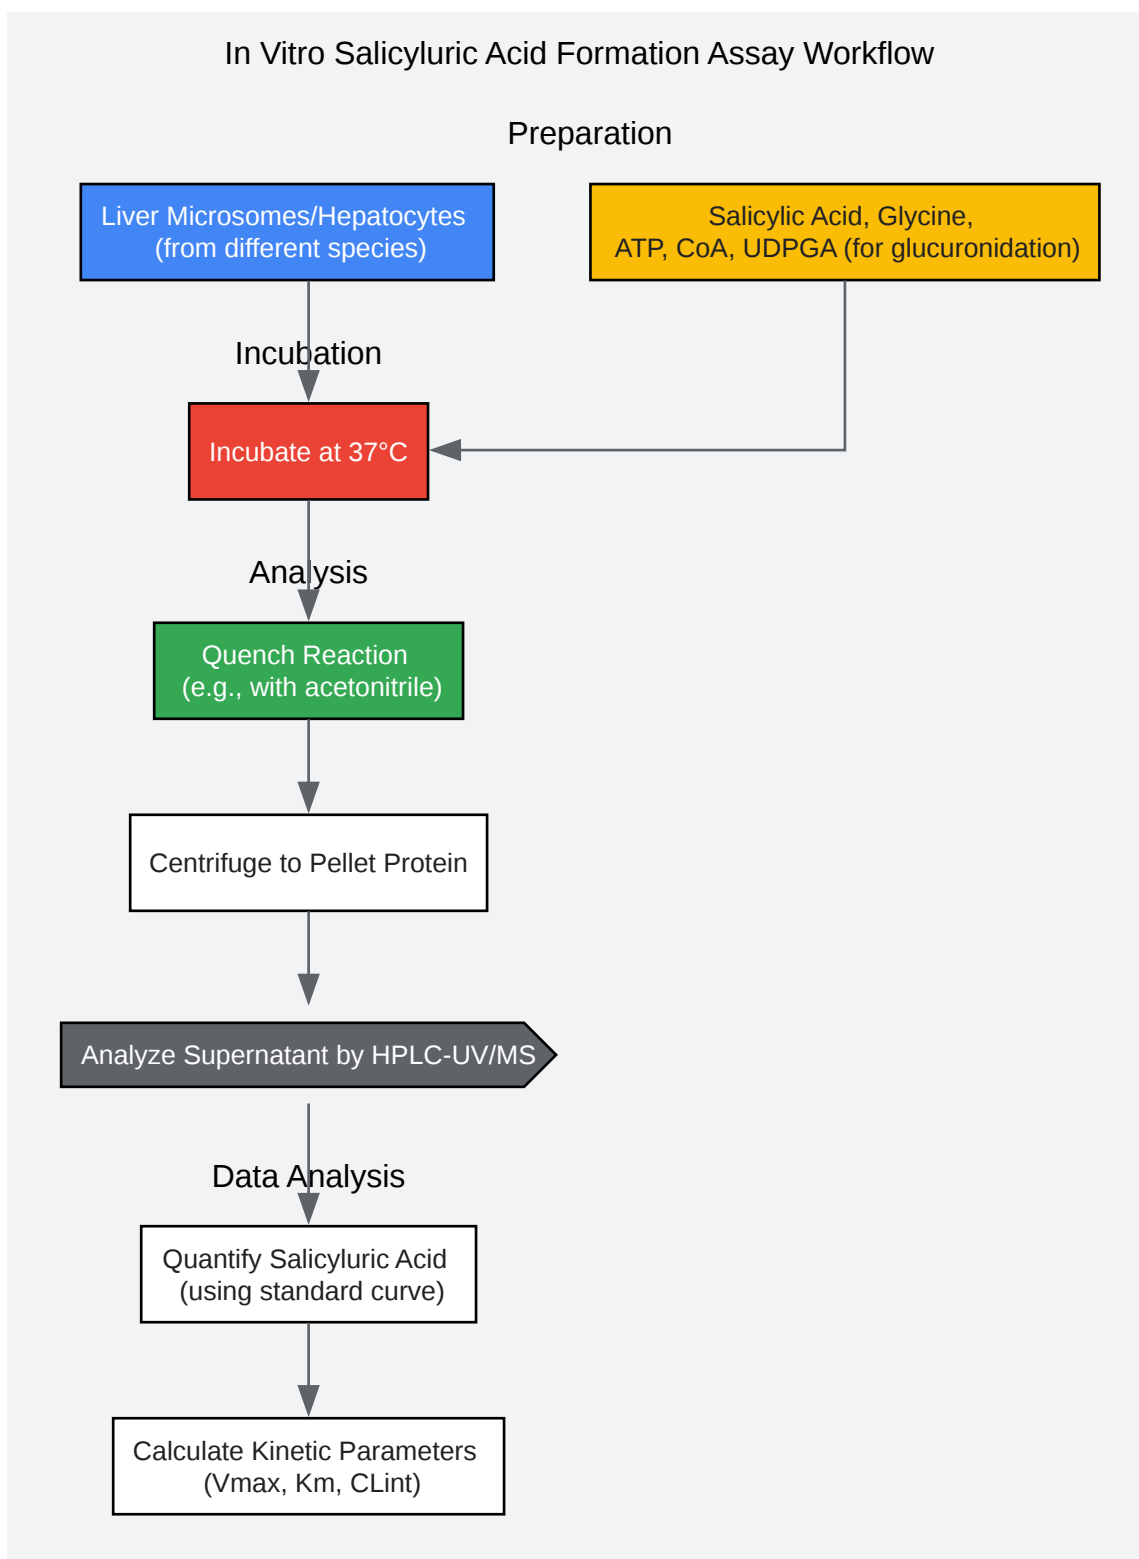 In Vitro Salicyluric Acid Formation Assay Workflow
Preparation
Liver Microsomes/Hepatocytes
(from different species)
Salicylic Acid, Glycine,
ATP, CoA, UDPGA (for glucuronidation)
Incubation
Incubate at 37°C
Analysis
Quench Reaction
(e.g., with acetonitrile)
Centrifuge to Pellet Protein
Analyze Supernatant by HPLC-UV/MS
Data Analysis
Quantify Salicyluric Acid
(using standard curve)
Calculate Kinetic Parameters
(Vmax, Km, CLint)